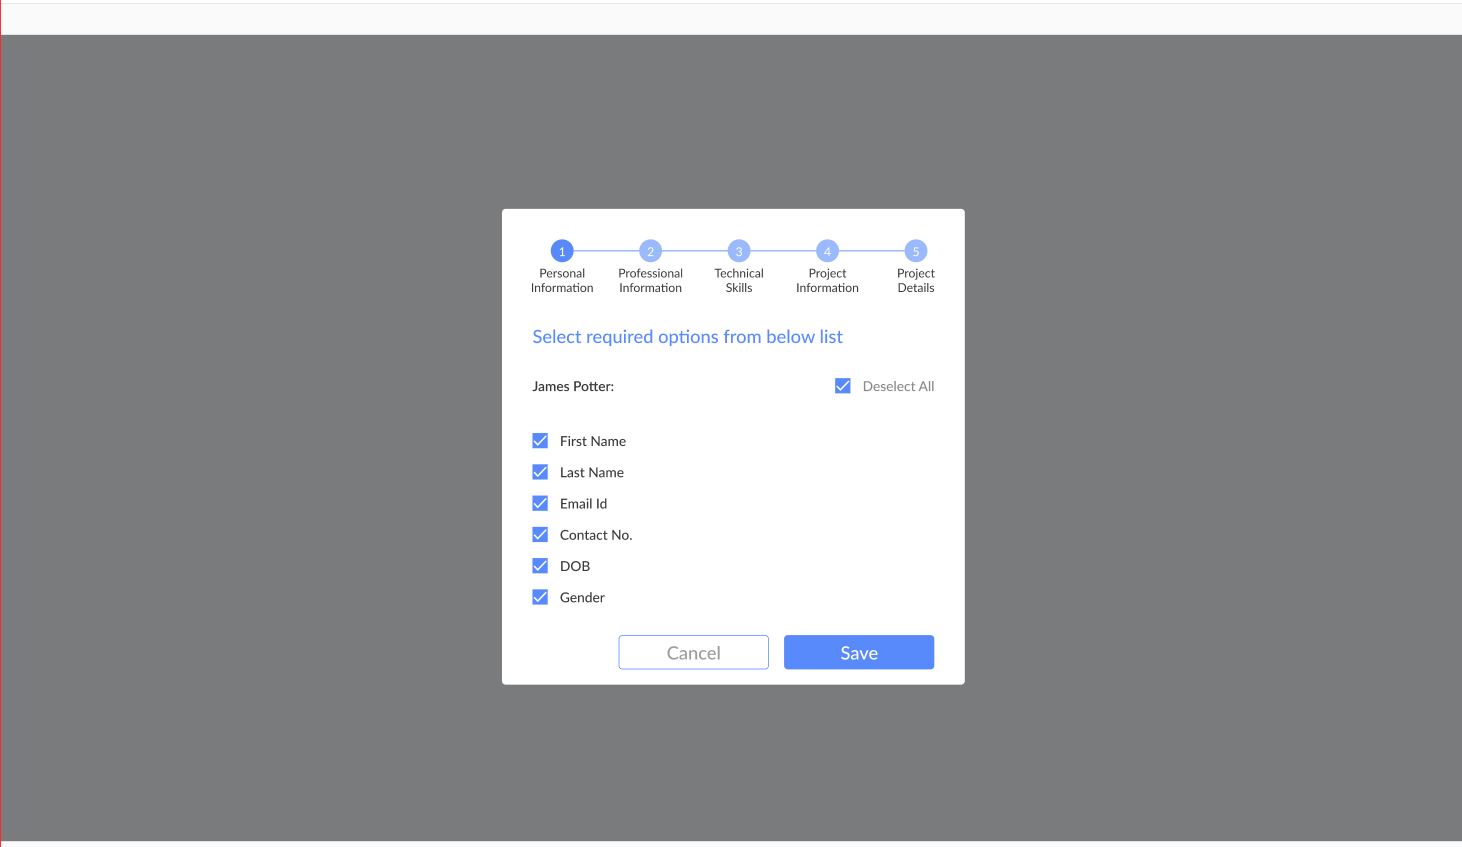 1 2 3 4 5
Personal Professional Technical Project Project
Information Information Skills Information Details
Select required options from below list
James Potter: Deselect All
First Name
Last Name
Email Id
Contact No.
DOB
Gender
Cancel Save